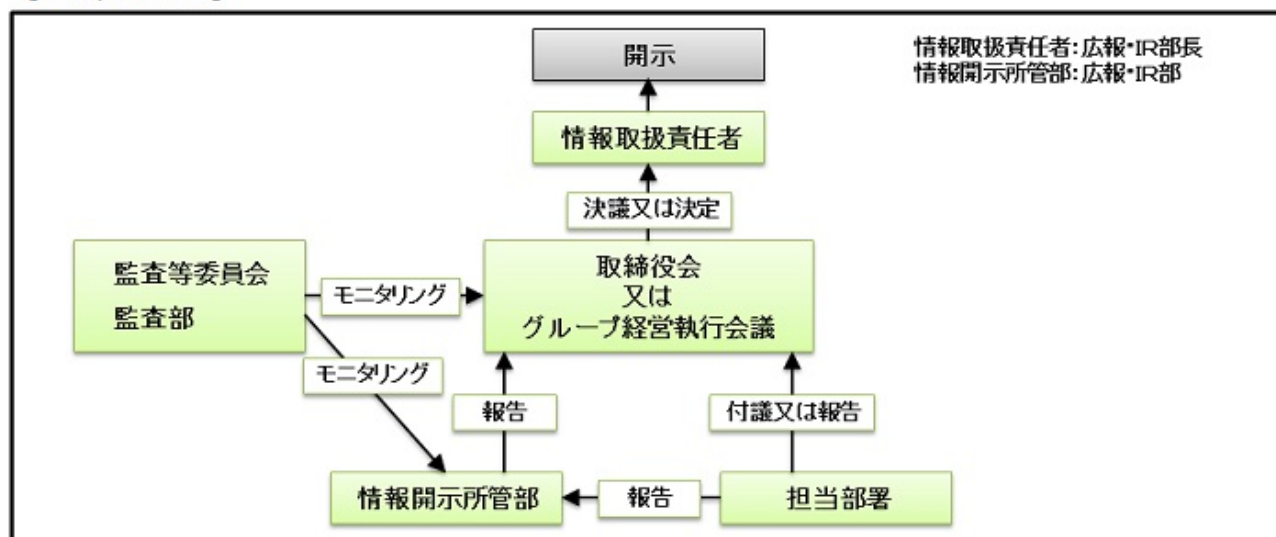 開示
情報取扱責任者:広報・IR部長
情報開示所管部:広報・IR部
情報取扱責任者
決議又は決定
監査等委員会
監査部
モニタリング
取締役会
又は
グループ経営執行会議
モニタリング
報告
付議又は報告
情報開示所管部
報告
担当部署